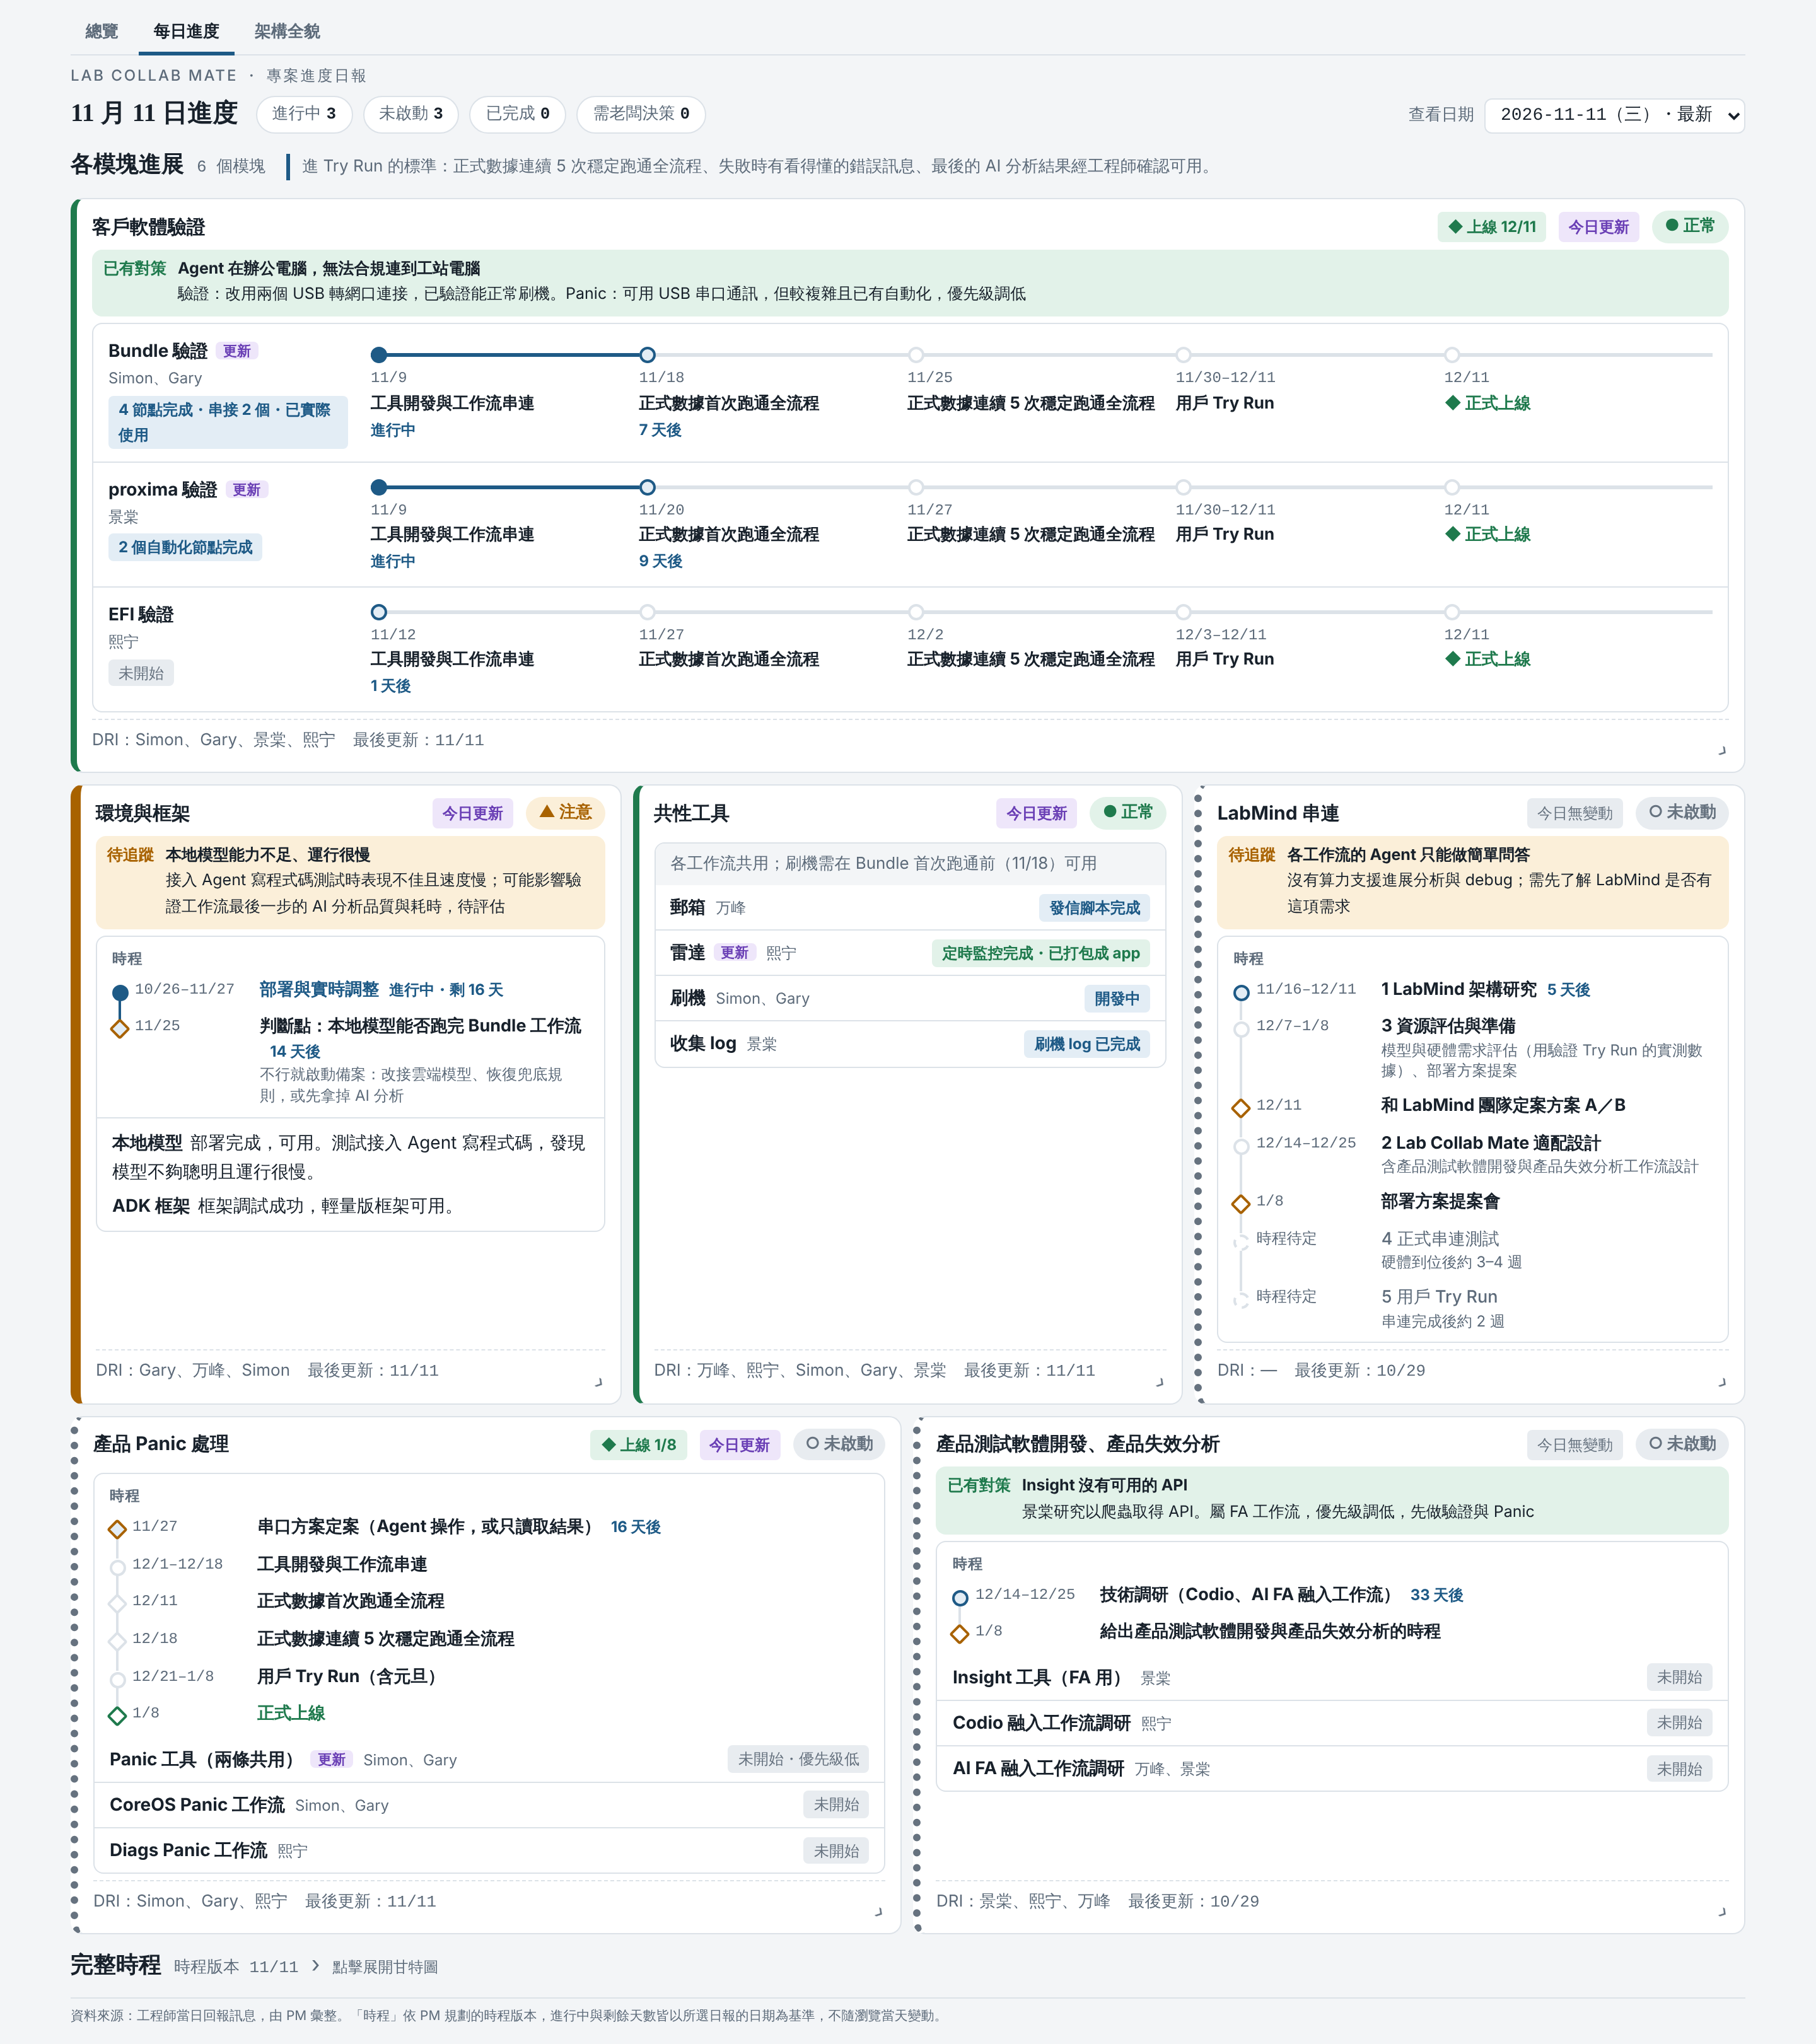 總覽 每日進度 架構全貌
LAB COLLAB MATE · 專案進度日報
11 月 11 日進度 進行中 3 未啟動 3 已完成 0 需老闆決策 0 查看日期 2026-11-11（三）・最新
各模塊進展 6 個模塊 進 Try Run 的標準：正式數據連續 5 次穩定跑通全流程、失敗時有看得懂的錯誤訊息、最後的 AI 分析結果經工程師確認可用。
客戶軟體驗證 ◆ 上線 12/11 今日更新 ● 正常
已有對策 Agent 在辦公電腦，無法合規連到工站電腦
驗證：改用兩個 USB 轉網口連接，已驗證能正常刷機。Panic：可用 USB 串口通訊，但較複雜且已有自動化，優先級調低
Bundle 驗證 更新
Simon、Gary
4 節點完成・串接 2 個・已實際
使用
11/9 11/18 11/25 11/30–12/11 12/11
工具開發與工作流串連 正式數據首次跑通全流程 正式數據連續 5 次穩定跑通全流程 用戶 Try Run ◆ 正式上線
進行中 7 天後
proxima 驗證 更新
景棠
2 個自動化節點完成
11/9 11/20 11/27 11/30–12/11 12/11
工具開發與工作流串連 正式數據首次跑通全流程 正式數據連續 5 次穩定跑通全流程 用戶 Try Run ◆ 正式上線
進行中 9 天後
EFI 驗證
熙宁
未開始
11/12 11/27 12/2 12/3–12/11 12/11
工具開發與工作流串連 正式數據首次跑通全流程 正式數據連續 5 次穩定跑通全流程 用戶 Try Run ◆ 正式上線
1 天後
DRI：Simon、Gary、景棠、熙宁 最後更新：11/11
環境與框架 今日更新 ▲ 注意
待追蹤 本地模型能力不足、運行很慢
接入 Agent 寫程式碼測試時表現不佳且速度慢；可能影響驗
證工作流最後一步的 AI 分析品質與耗時，待評估
時程
10/26–11/27 部署與實時調整 進行中・剩 16 天
11/25 判斷點：本地模型能否跑完 Bundle 工作流
14 天後
不行就啟動備案：改接雲端模型、恢復兜底規
則，或先拿掉 AI 分析
本地模型 部署完成，可用。測試接入 Agent 寫程式碼，發現
模型不夠聰明且運行很慢。
ADK 框架 框架調試成功，輕量版框架可用。
DRI：Gary、万峰、Simon 最後更新：11/11
共性工具 今日更新 ● 正常
各工作流共用；刷機需在 Bundle 首次跑通前（11/18）可用
郵箱 万峰 發信腳本完成
雷達 更新 熙宁 定時監控完成・已打包成 app
刷機 Simon、Gary 開發中
收集 log 景棠 刷機 log 已完成
DRI：万峰、熙宁、Simon、Gary、景棠 最後更新：11/11
LabMind 串連 今日無變動 ○ 未啟動
待追蹤 各工作流的 Agent 只能做簡單問答
沒有算力支援進展分析與 debug；需先了解 LabMind 是否有
這項需求
時程
11/16–12/11 1 LabMind 架構研究 5 天後
12/7–1/8 3 資源評估與準備
模型與硬體需求評估（用驗證 Try Run 的實測數
據）、部署方案提案
12/11 和 LabMind 團隊定案方案 A／B
12/14–12/25 2 Lab Collab Mate 適配設計
含產品測試軟體開發與產品失效分析工作流設計
1/8 部署方案提案會
時程待定 4 正式串連測試
硬體到位後約 3–4 週
時程待定 5 用戶 Try Run
串連完成後約 2 週
DRI：— 最後更新：10/29
產品 Panic 處理 ◆ 上線 1/8 今日更新 ○ 未啟動
時程
11/27 串口方案定案（Agent 操作，或只讀取結果） 16 天後
12/1–12/18 工具開發與工作流串連
12/11 正式數據首次跑通全流程
12/18 正式數據連續 5 次穩定跑通全流程
12/21–1/8 用戶 Try Run（含元旦）
1/8 正式上線
Panic 工具（兩條共用） 更新 Simon、Gary 未開始・優先級低
CoreOS Panic 工作流 Simon、Gary 未開始
Diags Panic 工作流 熙宁 未開始
DRI：Simon、Gary、熙宁 最後更新：11/11
產品測試軟體開發、產品失效分析 今日無變動 ○ 未啟動
已有對策 Insight 沒有可用的 API
景棠研究以爬蟲取得 API。屬 FA 工作流，優先級調低，先做驗證與 Panic
時程
12/14–12/25 技術調研（Codio、AI FA 融入工作流） 33 天後
1/8 給出產品測試軟體開發與產品失效分析的時程
Insight 工具（FA 用） 景棠 未開始
Codio 融入工作流調研 熙宁 未開始
AI FA 融入工作流調研 万峰、景棠 未開始
DRI：景棠、熙宁、万峰 最後更新：10/29
完整時程 時程版本 11/11 › 點擊展開甘特圖
資料來源：工程師當日回報訊息，由 PM 彙整。「時程」依 PM 規劃的時程版本，進行中與剩餘天數皆以所選日報的日期為基準，不隨瀏覽當天變動。